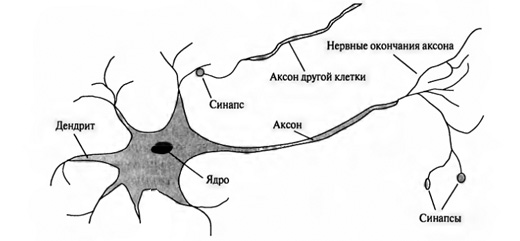 Нервные окончания аксона
Аксон другой клетки
Синапс
Дендрит
Аксон
Ядро
Синапсы